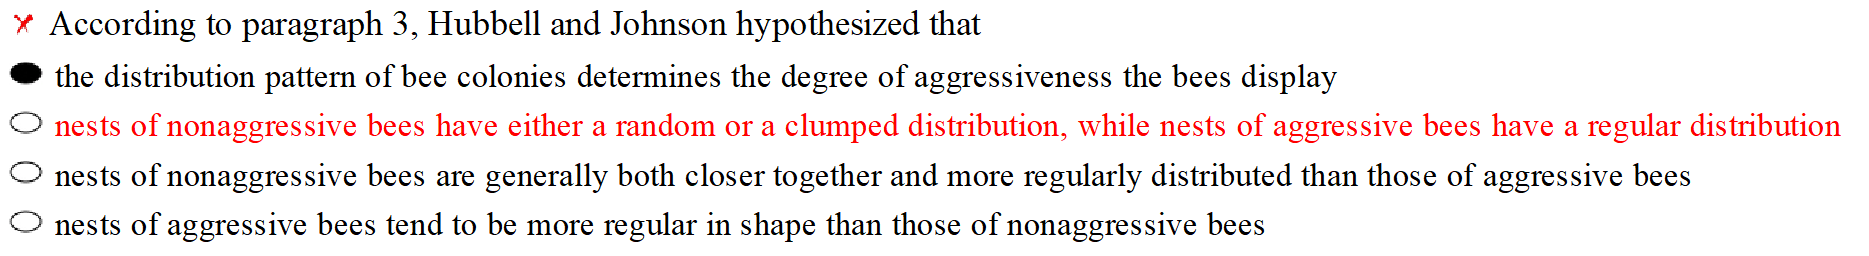 According to paragraph 3, Hubbell and Johnson hypothesized that
the distribution pattern of bee colonies determines the degree of aggressiveness the bees display
nests of nonaggressive bees have either a random or a clumped distribution, while nests of aggressive bees have a regular distribution
nests of nonaggressive bees are generally both closer together and more regularly distributed than those of aggressive bees
nests of aggressive bees tend to be more regular in shape than those of nonaggressive bees